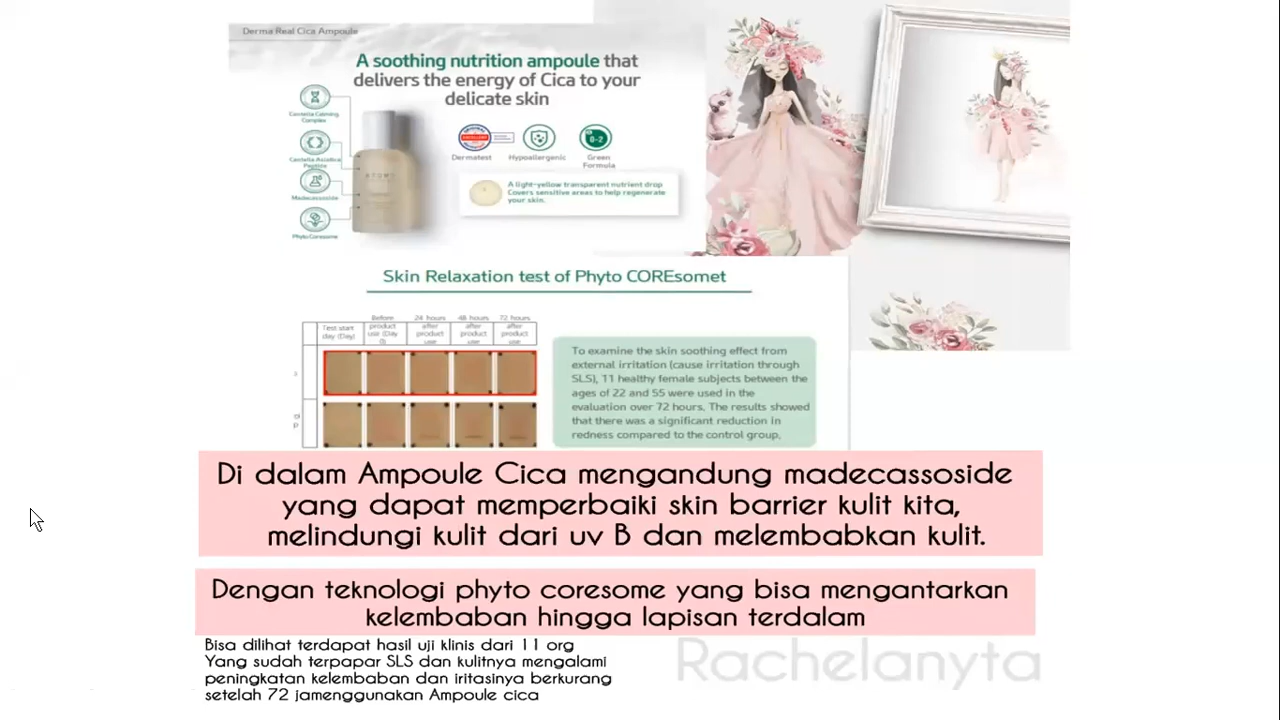 Derma Real Cica Ampoule
A soothing nutrition ampoule that
delivers the energy of Cica to your
delicate skin
Centella Calming
Complex
Centella Asiatica
Peptide
Madecassoside
Phyto Coresome
Dermatest
Hypoallergenic
Green
Formula
0-2
A light-yellow transparent nutrient drop
Covers sensitive areas to help regenerate
your skin.
Skin Relaxation test of Phyto COREsomet
Test start
day (Day)
Before
product
use (Day
0)
24 hours
after
product
use
48 hours
after
product
use
72 hours
after
product
use
To examine the skin soothing effect from
external irritation (cause irritation through
SLS), 11 healthy female subjects between the
ages of 22 and 55 were used in the
evaluation over 72 hours. The results showed
that there was a significant reduction in
redness compared to the control group,
Di dalam Ampoule Cica mengandung madecassoside
yang dapat memperbaiki skin barrier kulit kita,
melindungi kulit dari uv B dan melembabkan kulit.
Dengan teknologi phyto coresome yang bisa mengantarkan
kelembaban hingga lapisan terdalam
Bisa dilihat terdapat hasil uji klinis dari 11 org
Yang sudah terpapar SLS dan kulitnya mengalami
peningkatan kelembaban dan iritasinya berkurang
setelah 72 jamenggunakan Ampoule cica
Rachelanyta